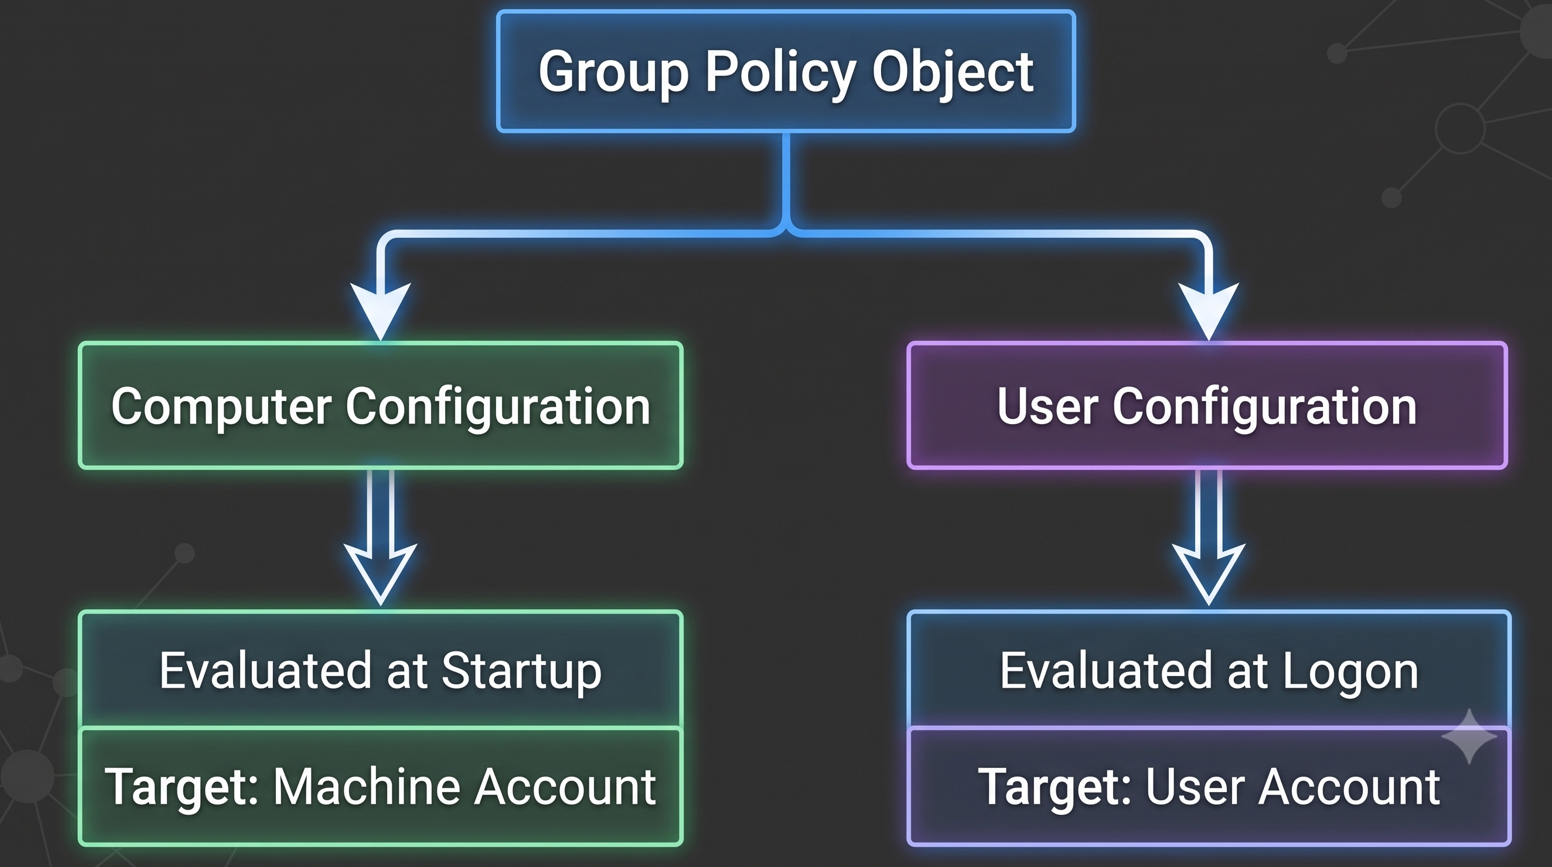 Group Policy Object
Computer Configuration
User Configuration
Evaluated at Startup
Target: Machine Account
Evaluated at Logon
Target: User Account